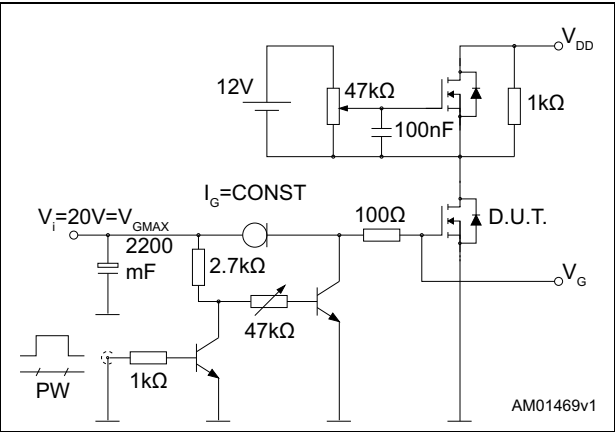 V_DD
12V
47kΩ
1kΩ
100nF
I_G=CONST
V_i=20V=V_GMAX
100Ω
D.U.T.
2200
mF
2.7kΩ
V_G
47kΩ
PW
1kΩ
AM01469v1